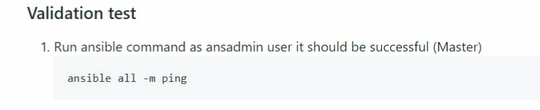 Validation test
1. Run ansible command as ansadmin user it should be successful (Master)
ansible all -m ping